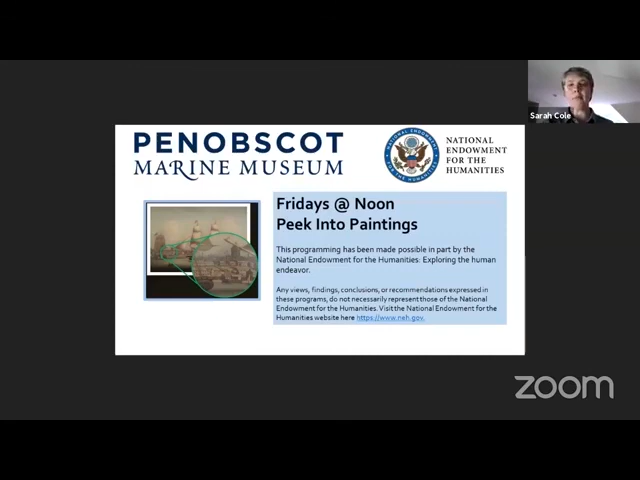 Sarah Cole
PENOBSCOT
MARINE MUSEUM
NATIONAL
ENDOWMENT
FOR THE
HUMANITIES
Fridays @ Noon
Peek Into Paintings
This programming has been made possible in part by the
National Endowment for the Humanities: Exploring the human
endeavor.
Any views, findings, conclusions, or recommendations expressed in
these programs, do not necessarily represent those of the National
Endowment for the Humanities. Visit the National Endowment for the
Humanities website here https://www.neh.gov.
zoom